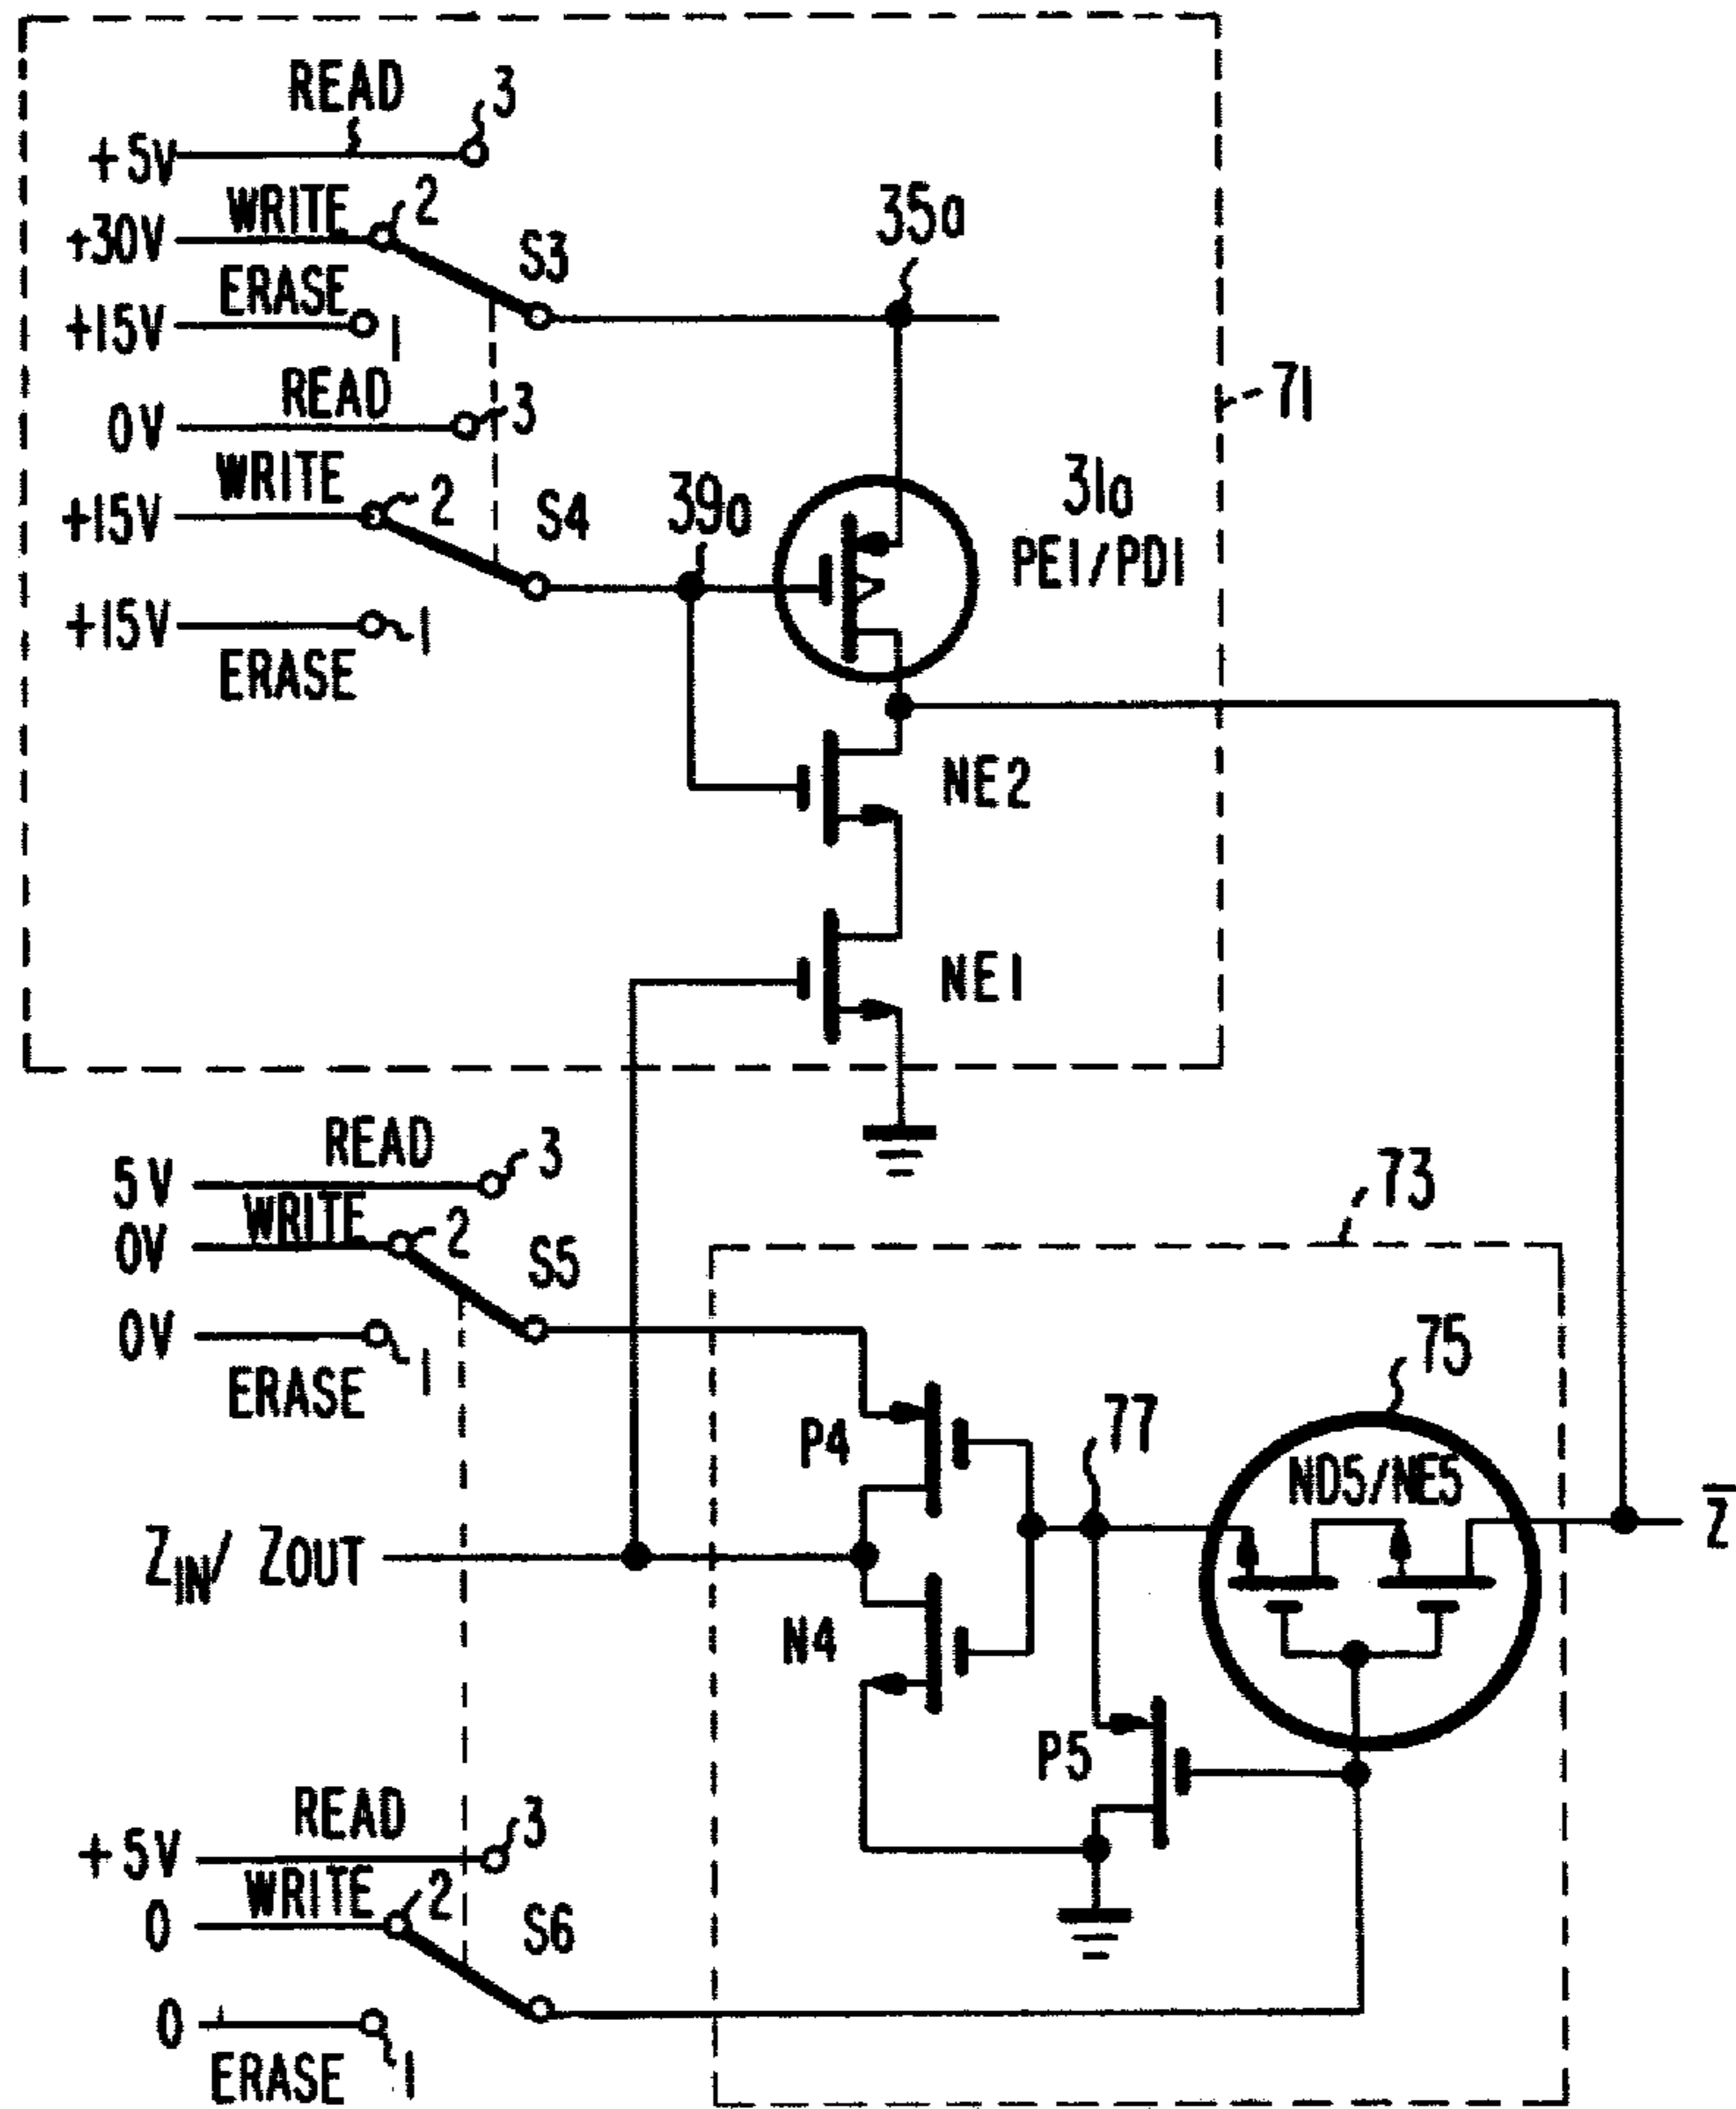 READ 3
+5V
WRITE 2
+30V
S3
35a
ERASE
+15V
1
READ
0V
3
71
WRITE
+15V
2
S4
39a
31a
PE1/PD1
+15V
1
ERASE
NE2
NE1
READ 3
5V
WRITE 2
0V
S5
73
0V
1
ERASE
75
P4
77
ND5/NE5
Z̅
ZIN/ ZOUT
N4
P5
READ 3
+5V
WRITE 2
0
S6
0
ERASE 1